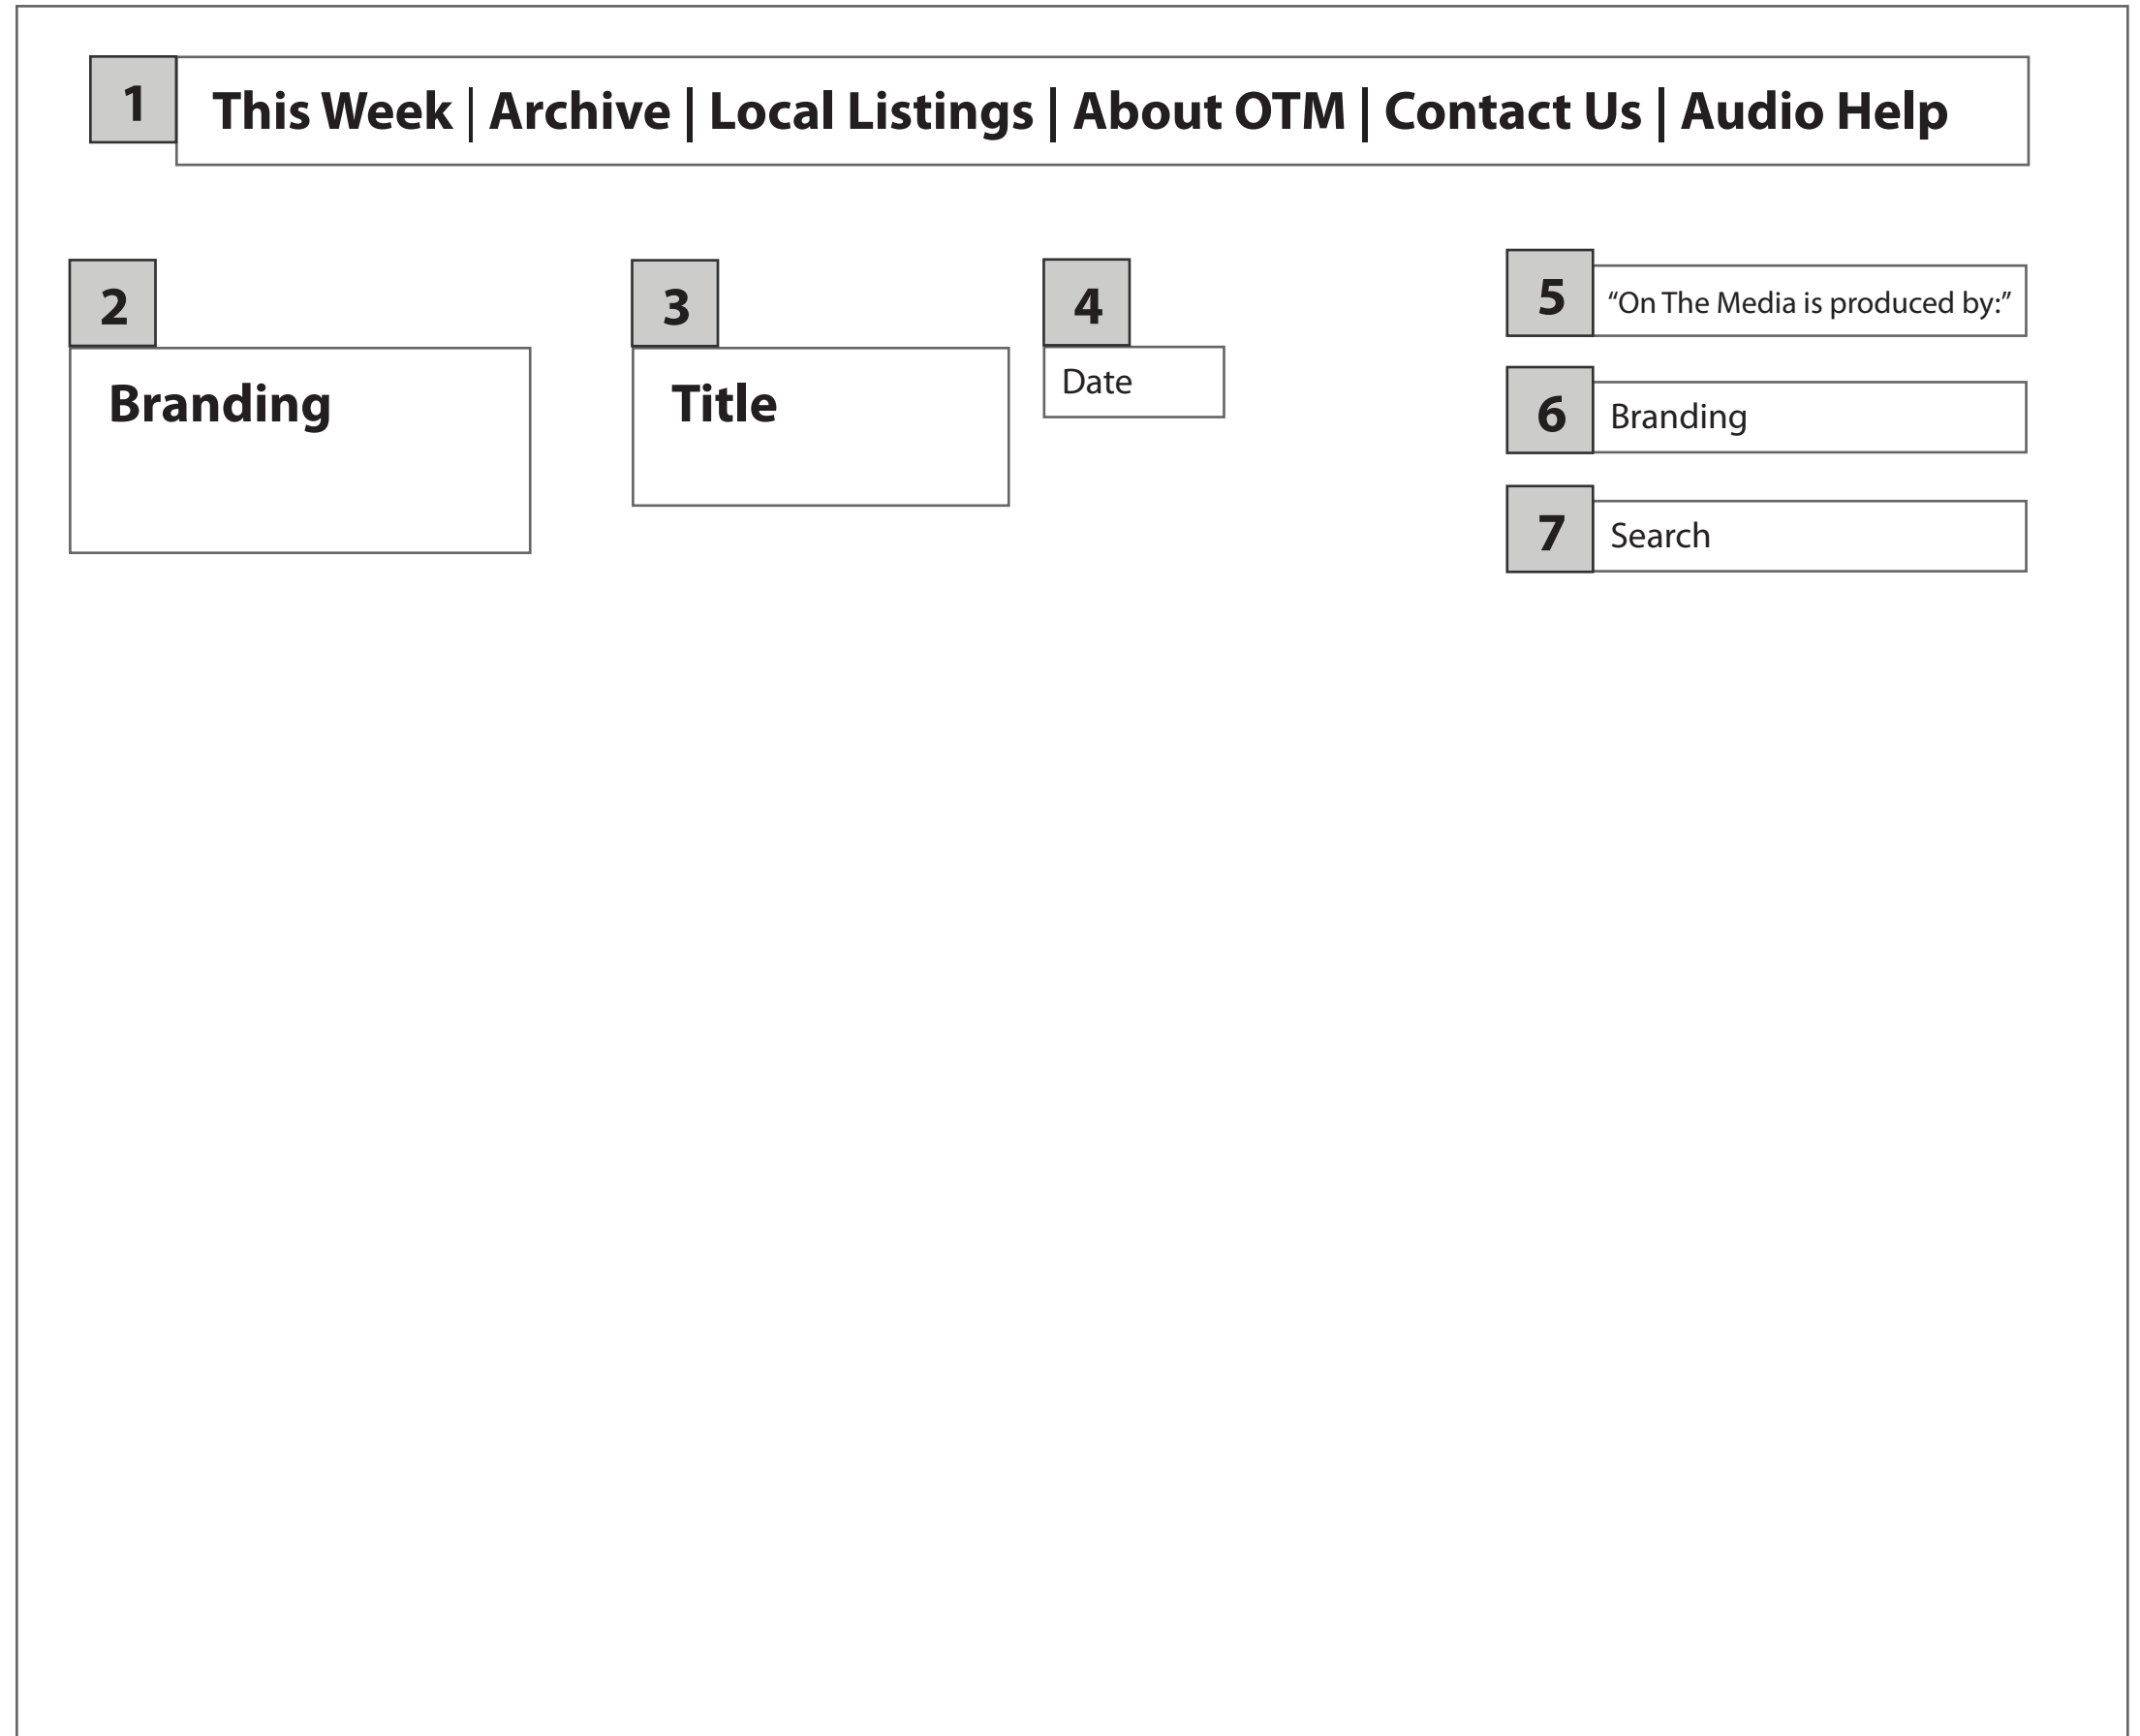 1 This Week | Archive | Local Listings | About OTM | Contact Us | Audio Help
2
Branding
3
Title
4
Date
5 “On The Media is produced by:”
6 Branding
7 Search